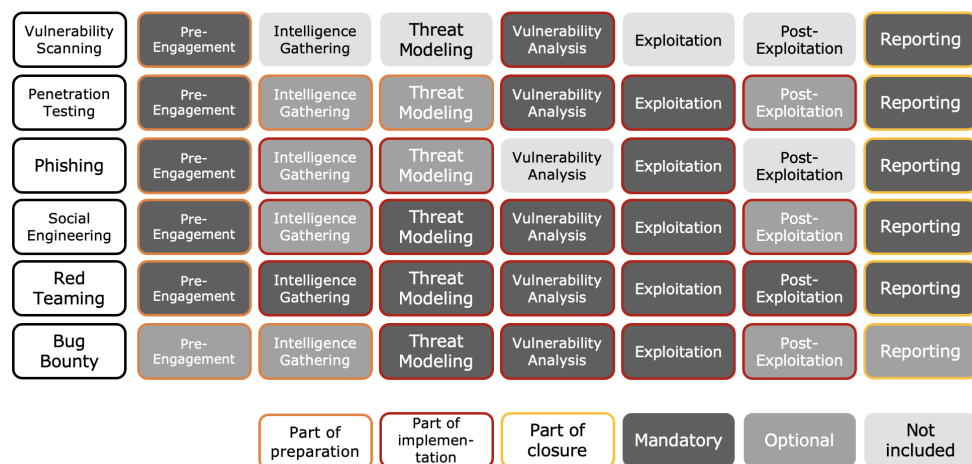 Vulnerability
Scanning
Pre-
Engagement
Intelligence
Gathering
Threat
Modeling
Vulnerability
Analysis
Exploitation
Post-
Exploitation
Reporting
Penetration
Testing
Pre-
Engagement
Intelligence
Gathering
Threat
Modeling
Vulnerability
Analysis
Exploitation
Post-
Exploitation
Reporting
Phishing
Pre-
Engagement
Intelligence
Gathering
Threat
Modeling
Vulnerability
Analysis
Exploitation
Post-
Exploitation
Reporting
Social
Engineering
Pre-
Engagement
Intelligence
Gathering
Threat
Modeling
Vulnerability
Analysis
Exploitation
Post-
Exploitation
Reporting
Red
Teaming
Pre-
Engagement
Intelligence
Gathering
Threat
Modeling
Vulnerability
Analysis
Exploitation
Post-
Exploitation
Reporting
Bug
Bounty
Pre-
Engagement
Intelligence
Gathering
Threat
Modeling
Vulnerability
Analysis
Exploitation
Post-
Exploitation
Reporting
Part of
preparation
Part of
implemen-
tation
Part of
closure
Mandatory
Optional
Not
included